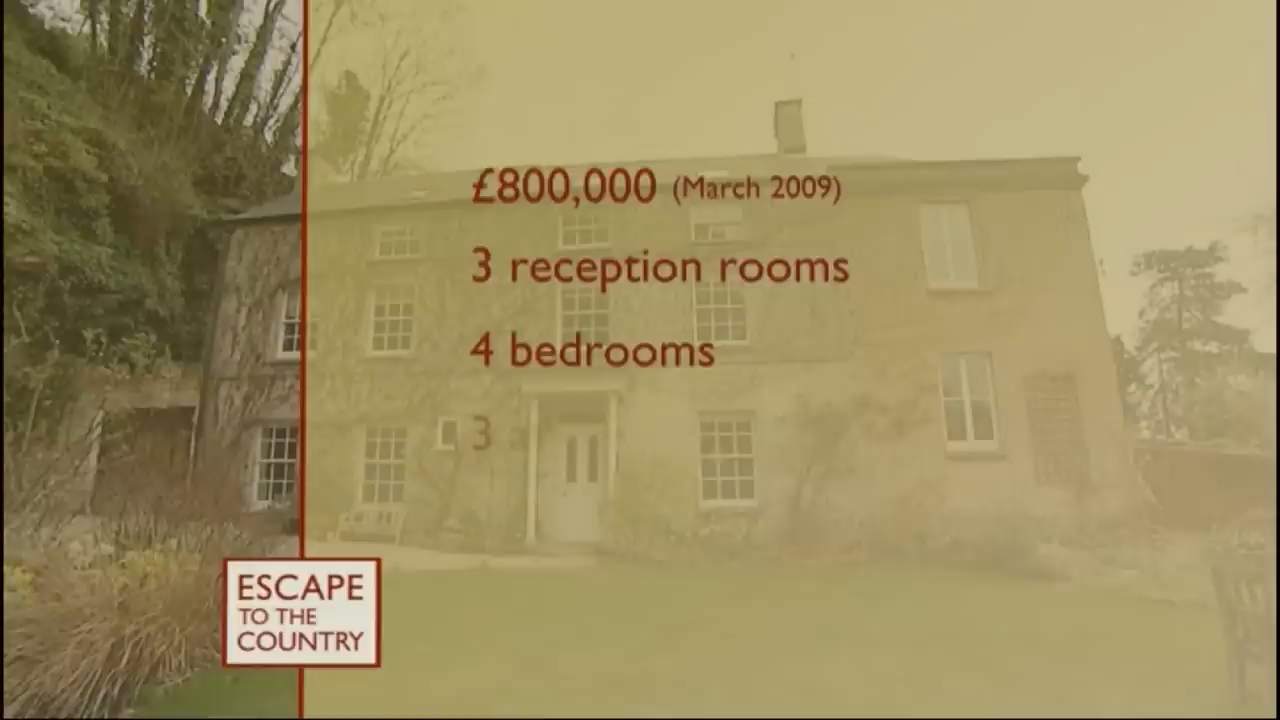 £800,000 (March 2009)
3 reception rooms
4 bedrooms
3
ESCAPE
TO THE
COUNTRY